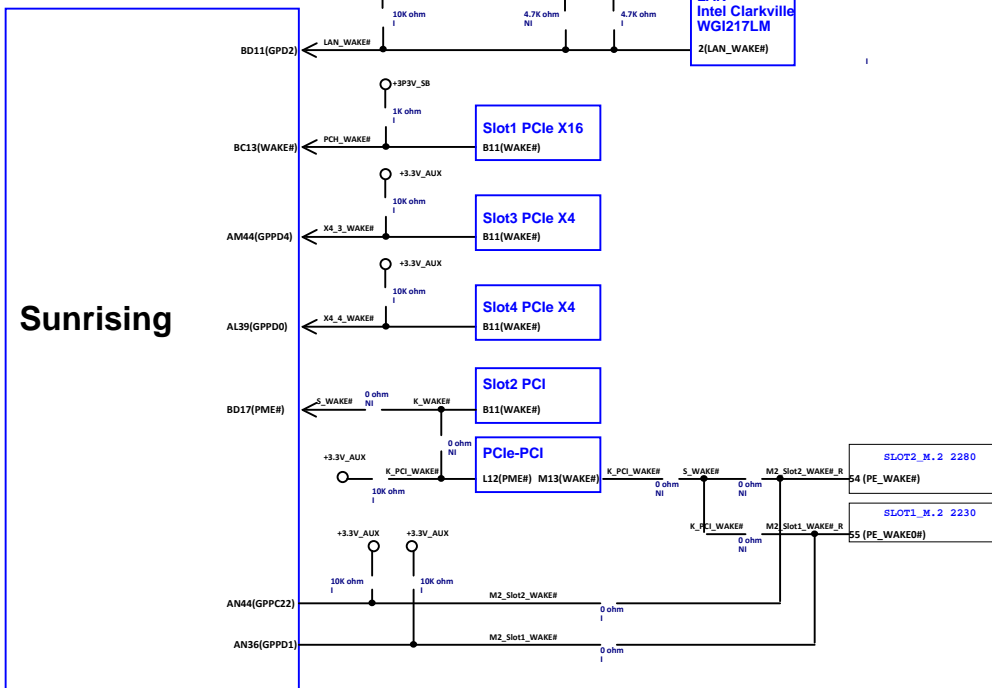 10K ohm
I
4.7K ohm
NI
4.7K ohm
I
Intel Clarkville
WGI217LM
BD11(GPD2)
LAN_WAKE#
2(LAN_WAKE#)
I
+3P3V_SB
1K ohm
I
Slot1 PCIe X16
BC13(WAKE#)
PCH_WAKE#
B11(WAKE#)
+3.3V_AUX
10K ohm
I
Slot3 PCIe X4
AM44(GPPD4)
X4_3_WAKE#
B11(WAKE#)
+3.3V_AUX
10K ohm
I
Slot4 PCIe X4
Sunrising
AL39(GPPD0)
X4_4_WAKE#
B11(WAKE#)
Slot2 PCI
BD17(PME#)
S_WAKE#
0 ohm
NI
K_WAKE#
B11(WAKE#)
0 ohm
NI
PCIe-PCI
+3.3V_AUX
K_PCI_WAKE#
10K ohm
I
L12(PME#)
M13(WAKE#)
K_PCI_WAKE#
0 ohm
NI
S_WAKE#
0 ohm
NI
M2_Slot2_WAKE#_R
SLOT2_M.2 2280
54 (PE_WAKE#)
K_PCI_WAKE#
0 ohm
NI
M2_Slot1_WAKE#_R
SLOT1_M.2 2230
55 (PE_WAKE0#)
+3.3V_AUX
+3.3V_AUX
10K ohm
I
10K ohm
I
AN44(GPPC22)
M2_Slot2_WAKE#
0 ohm
I
AN36(GPPD1)
M2_Slot1_WAKE#
0 ohm
I